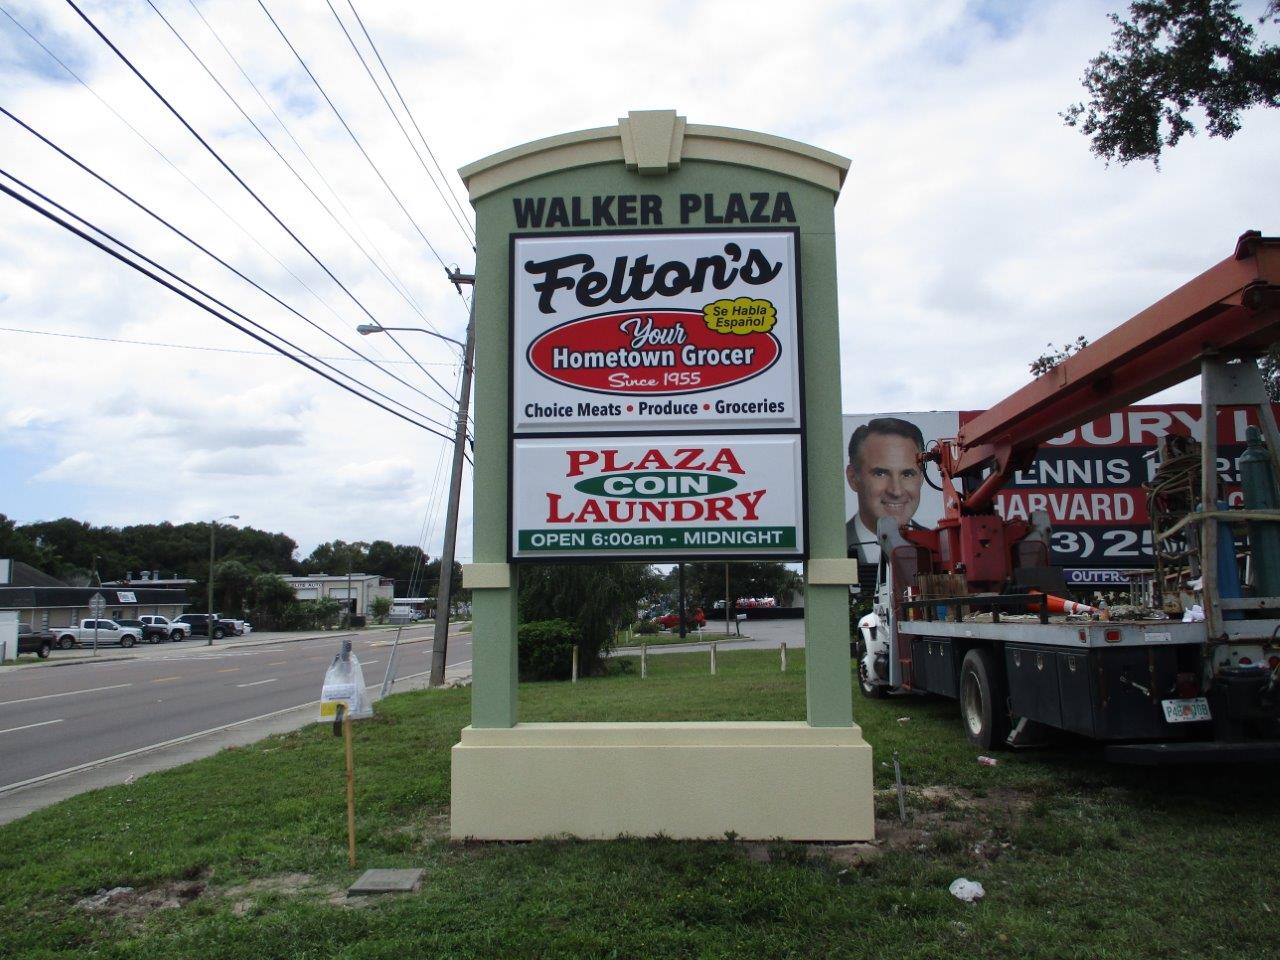 WALKER PLAZA
Felton's
Se Habla
Español
Your
Hometown Grocer
Since 1955
Choice Meats • Produce • Groceries
PLAZA
COIN
LAUNDRY
OPEN 6:00am - MIDNIGHT
HARVARD